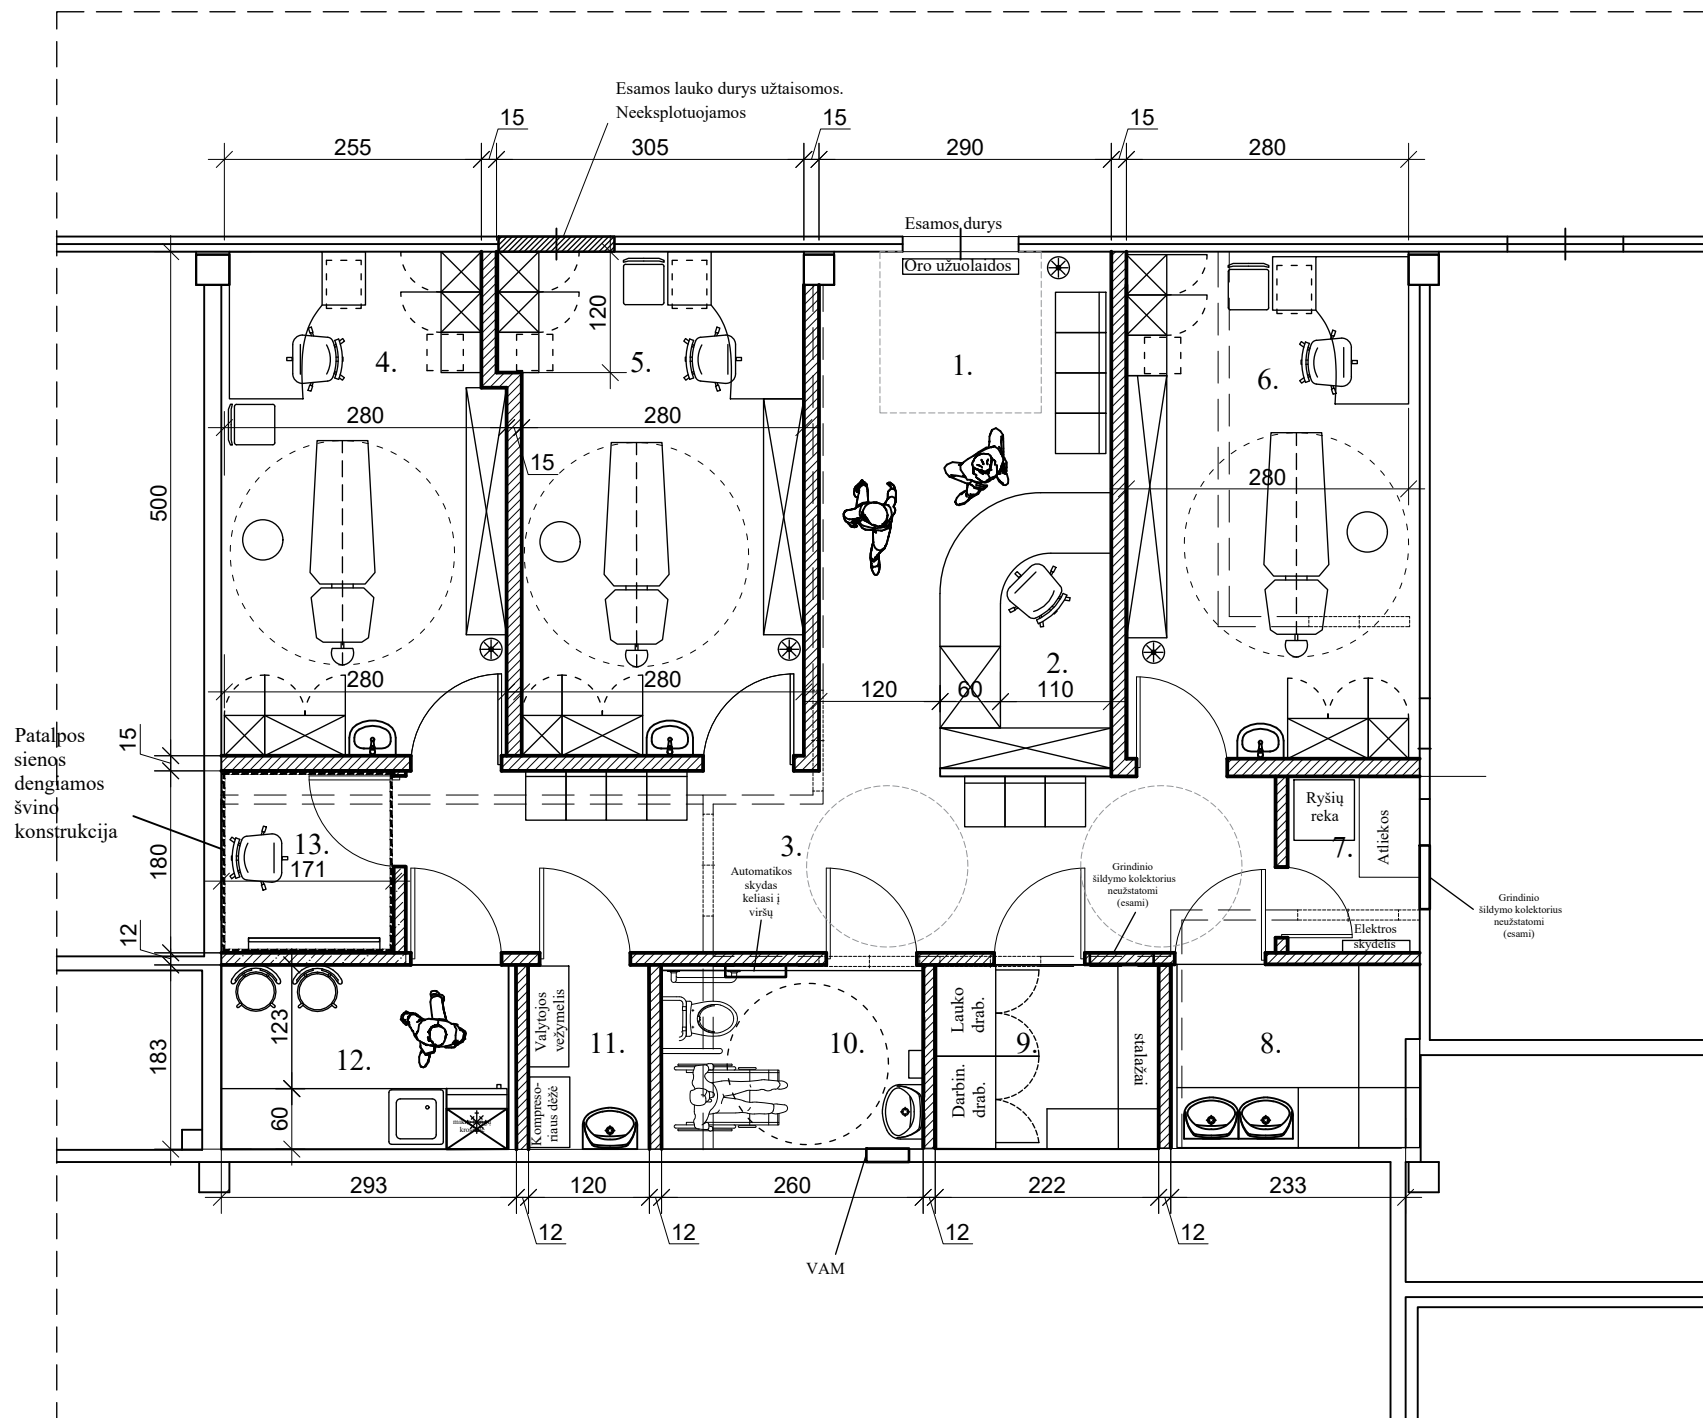 Esamos lauko durys užtaisomos.
Neeksplotuojamos
15
15
15
255
305
290
280
Esamos durys
Oro užuolaidos
120
4.
5.
1.
6.
280
280
15
280
500
2.
280
280
120
60
110
15
Patalpos
sienos
dengiamos
švino
konstrukcija
13.
171
180
3.
Automatikos
skydas
keliasi į
viršų
Grindinio
šildymo kolektorius
neužstatomi
(esami)
Ryšių
reka
7.
Atliekos
Elektros
skydelis
Grindinio
šildymo kolektorius
neužstatomi
(esami)
12
123
183
12.
60
Valytojos
vežymelis
Kompreso-
riaus dėžė
11.
10.
Lauko
drab.
Darbin.
drab.
9.
stalažai
8.
293
120
260
222
233
12
12
12
12
VAM